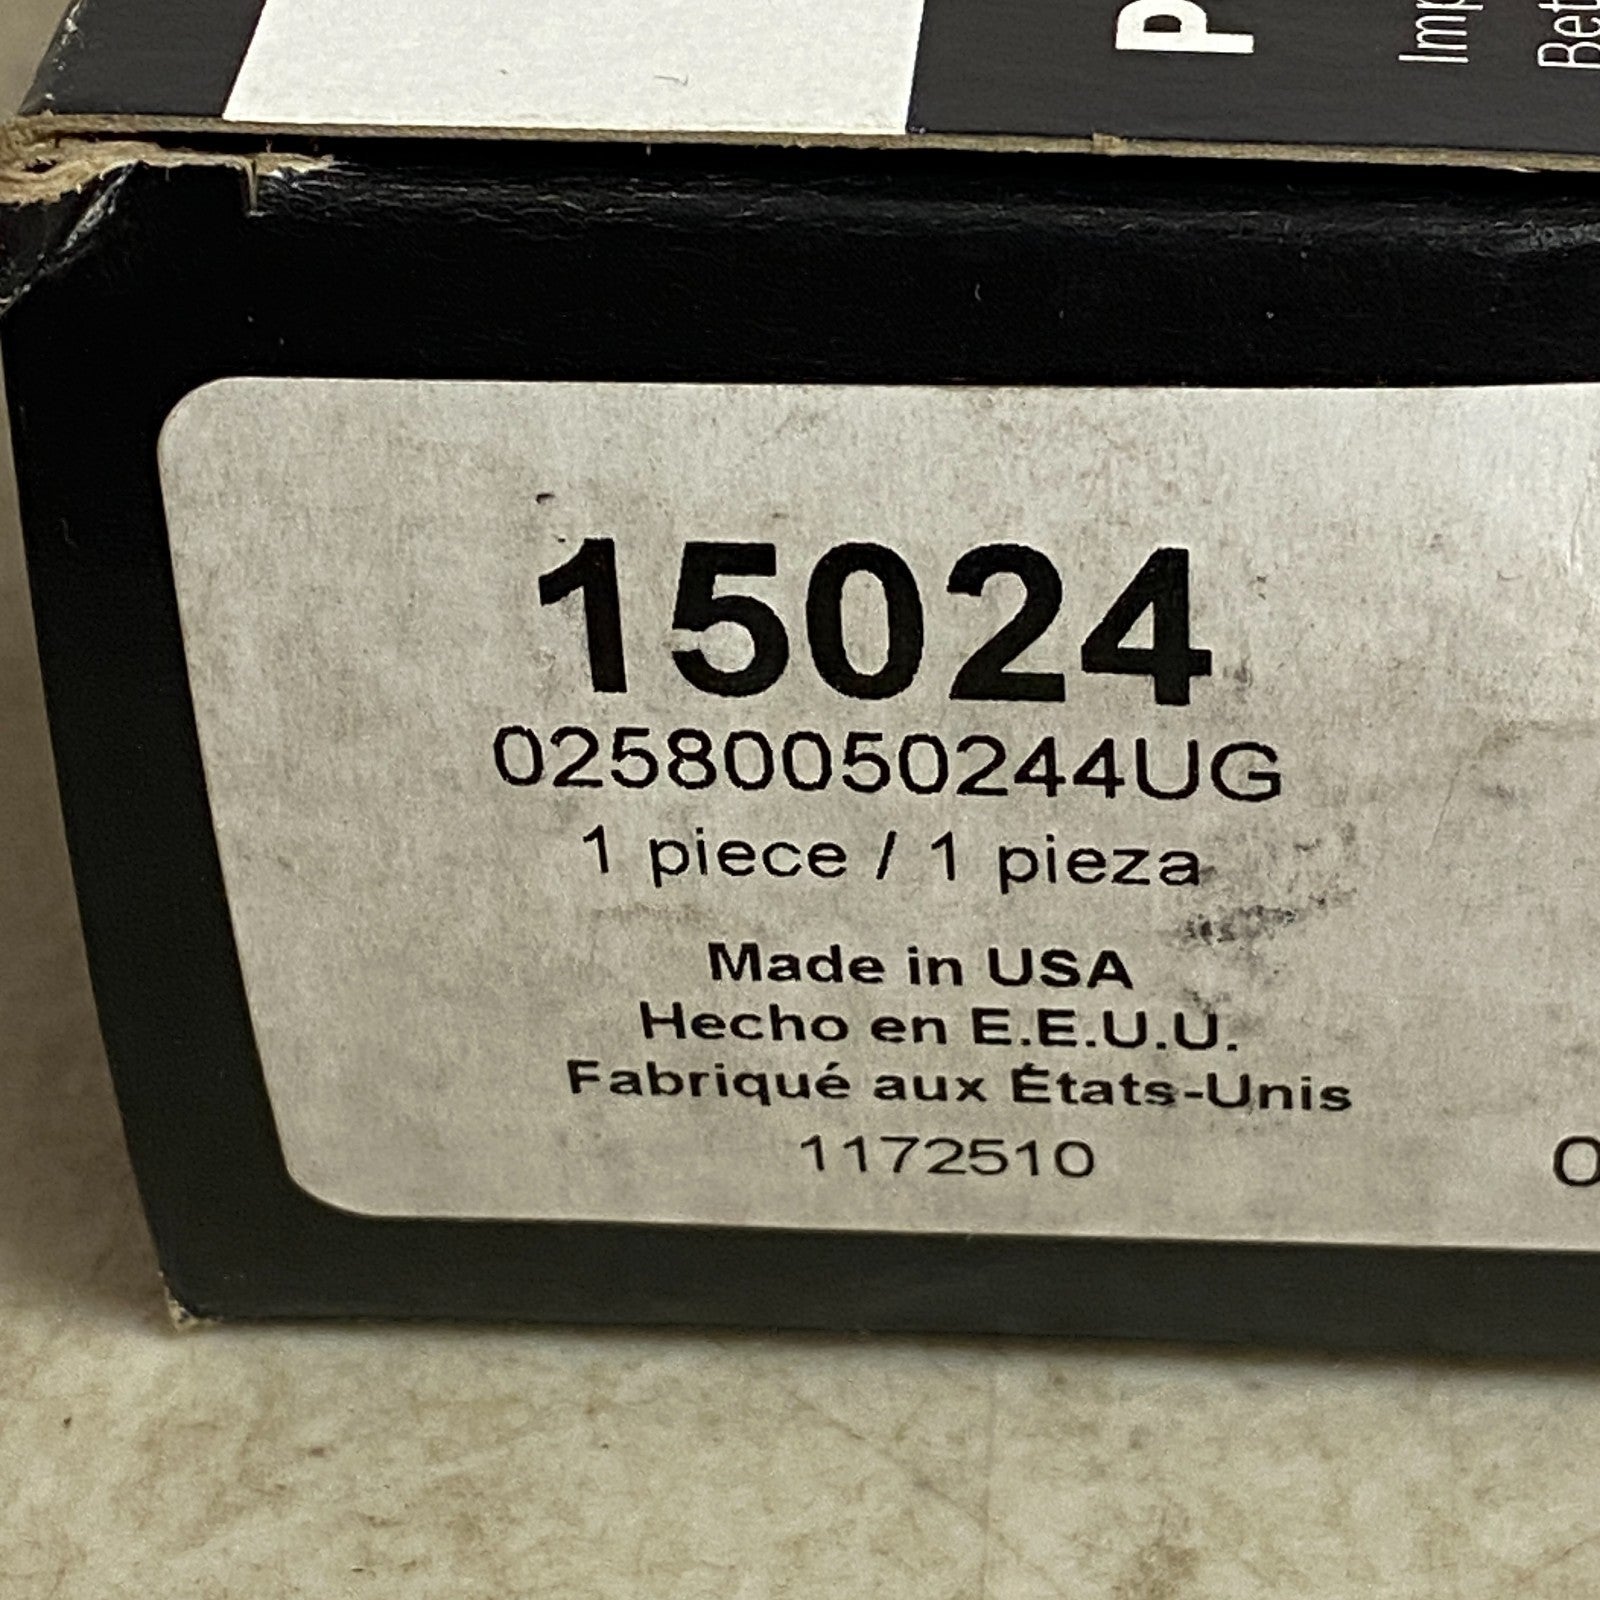 15024
02580050244UG
1 piece / 1 pieza
Made in USA
Hecho en E.E.U.U.
Fabriqué aux États-Unis
1172510